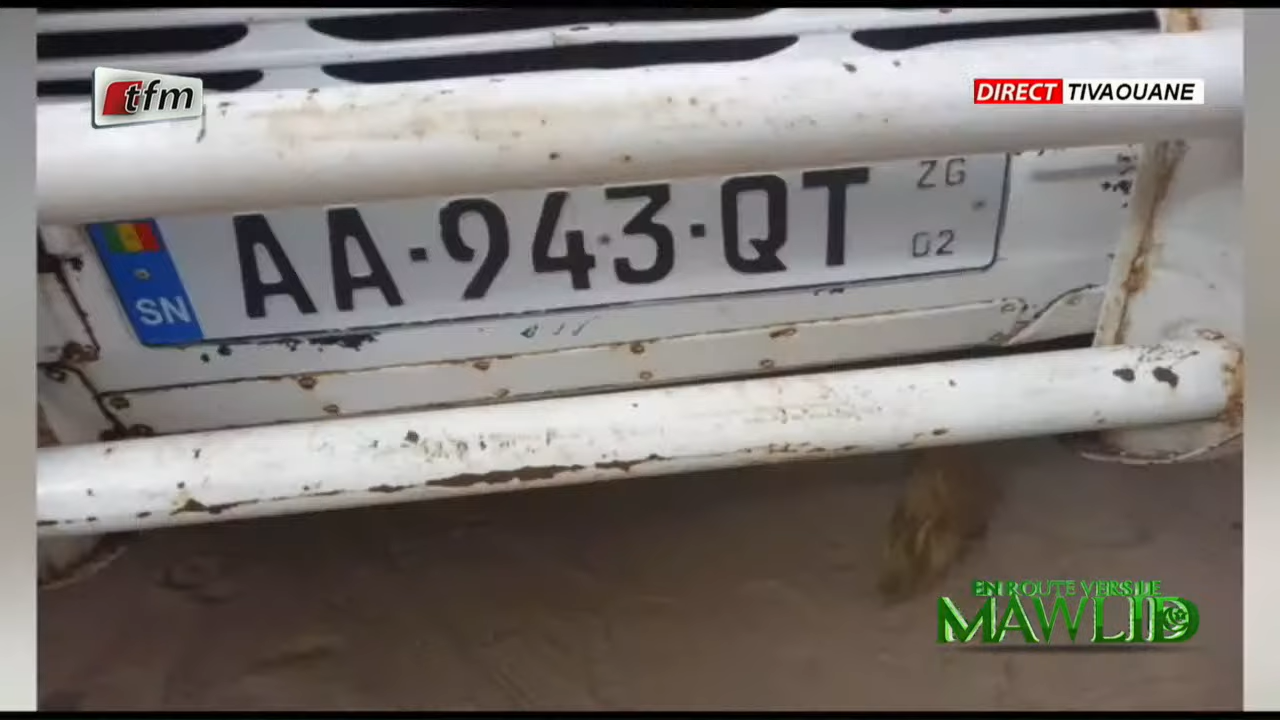 tfm
DIRECT TIVAOUANE
AA·943·QT
ZG
02
SN
EN ROUTE VERS LE
MAWLID